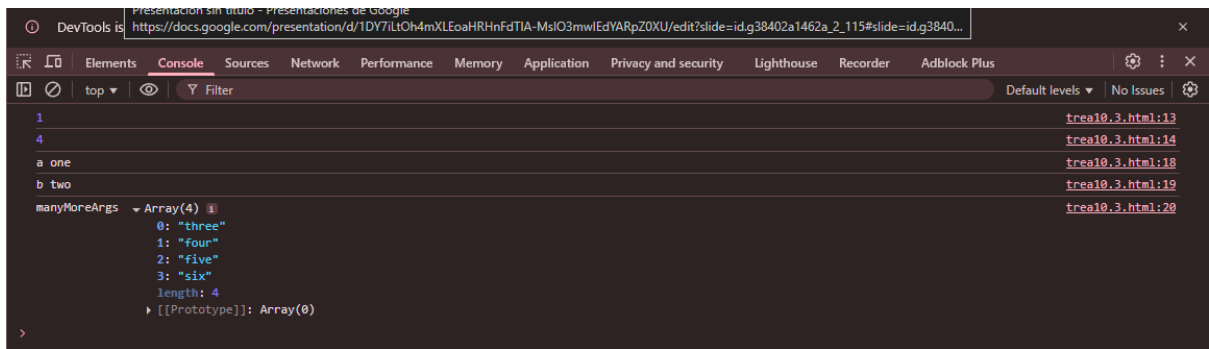 Presentación sin título - Presentaciones de Google
DevTools is https://docs.google.com/presentation/d/1DY7iLtOh4mXLEoaHRHnFdTIA-MsIO3mwIEdYARpZ0XU/edit?slide=id.g38402a1462a_2_115#slide=id.g3840...
Elements Console Sources Network Performance Memory Application Privacy and security Lighthouse Recorder Adblock Plus
top Filter Default levels No Issues
1 trea10.3.html:13
4 trea10.3.html:14
a one trea10.3.html:18
b two trea10.3.html:19
manyMoreArgs Array(4) i trea10.3.html:20
0: "three"
1: "four"
2: "five"
3: "six"
length: 4
[[Prototype]]: Array(0)